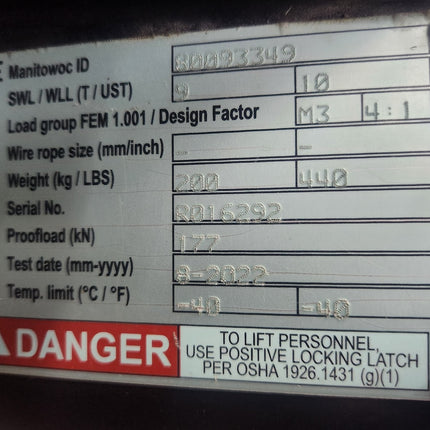 Manitowoc ID 80093349
SWL / WLL (T / UST) 9 10
Load group FEM 1.001 / Design Factor M3 4:1
Wire rope size (mm/inch) - -
Weight (kg / LBS) 200 440
Serial No. R016292
Proofload (kN) 177
Test date (mm-yyyy) 8-2022
Temp. limit (°C / °F) -40 -40
DANGER
TO LIFT PERSONNEL,
USE POSITIVE LOCKING LATCH
PER OSHA 1926.1431 (g)(1)